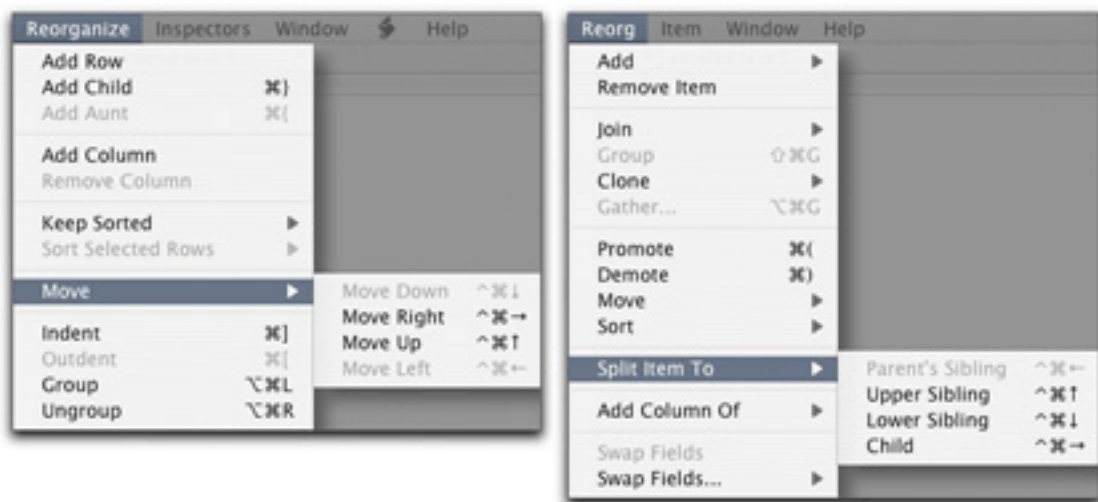 Reorganize Inspectors Window Help
Add Row
Add Child ⌘}
Add Aunt ⌘{
Add Column
Remove Column
Keep Sorted ▶
Sort Selected Rows ▶
Move ▶
Indent ⌘]
Outdent ⌘[
Group ⌥⌘L
Ungroup ⌥⌘R
Move Down ^⌘↓
Move Right ^⌘→
Move Up ^⌘↑
Move Left ^⌘←
Reorg Item Window Help
Add ▶
Remove Item
Join ▶
Group ⇧⌘G
Clone ▶
Gather... ⌥⌘G
Promote ⌘(
Demote ⌘)
Move ▶
Sort ▶
Split Item To ▶
Add Column Of ▶
Swap Fields
Swap Fields... ▶
Parent's Sibling ^⌘←
Upper Sibling ^⌘↑
Lower Sibling ^⌘↓
Child ^⌘→